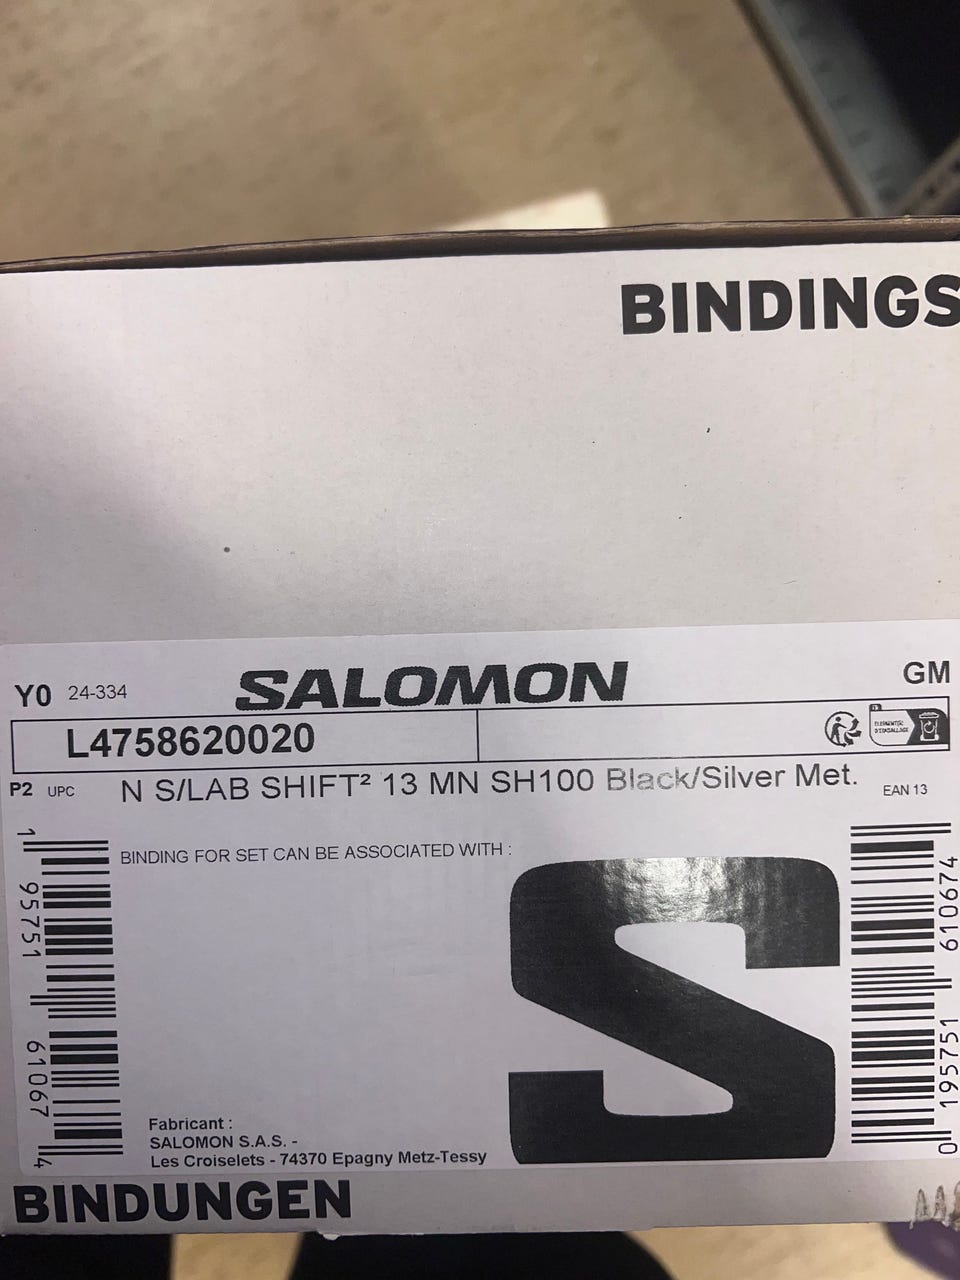 BINDINGS
Y0 24-334 SALOMON GM
L4758620020
P2 UPC N S/LAB SHIFT² 13 MN SH100 Black/Silver Met. EAN 13
BINDING FOR SET CAN BE ASSOCIATED WITH :
1 95751 61067 4
0 195751 610674
Fabricant :
SALOMON S.A.S. -
Les Croiselets - 74370 Epagny Metz-Tessy
BINDUNGEN